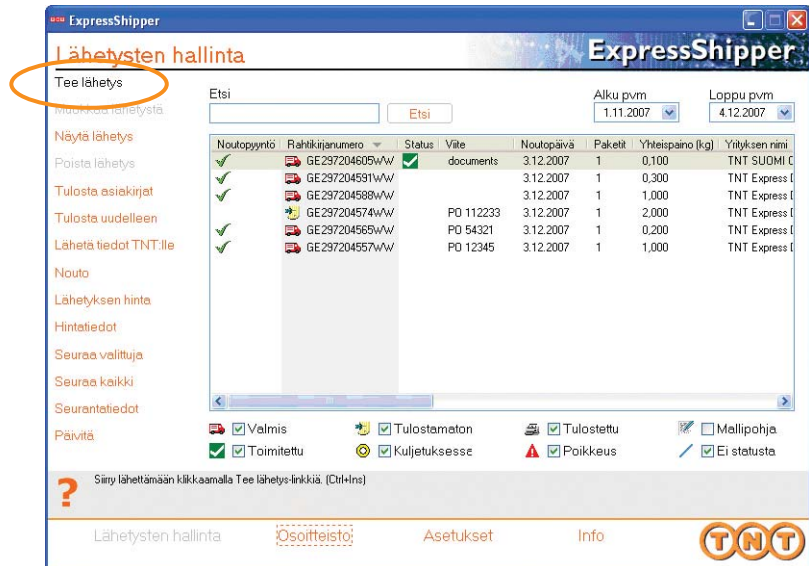 TNT ExpressShipper
Lähetysten hallinta
ExpressShipper
Tee lähetys
Muokkaa lähetystä
Näytä lähetys
Poista lähetys
Tulosta asiakirjat
Tulosta uudelleen
Lähetä tiedot TNT:lle
Nouto
Lähetyksen hinta
Hintatiedot
Seuraa valittuja
Seuraa kaikki
Seurantatiedot
Päivitä
Etsi
Etsi
Alku pvm
1.11.2007
Loppu pvm
4.12.2007
Noutopyyntö Rahtikirjanumero Status Viite Noutopäivä Paketit Yhteispaino (kg) Yrityksen nimi
GE297204605WW documents 3.12.2007 1 0,100 TNT SUOMI
GE297204591WW 3.12.2007 1 0,300 TNT Express
GE297204588WW 3.12.2007 1 1,000 TNT Express
GE297204574WW PO 112233 3.12.2007 1 2,000 TNT Express
GE297204565WW PO 54321 3.12.2007 1 0,200 TNT Express
GE297204557WW PO 12345 3.12.2007 1 1,000 TNT Express
Valmis Tulostamaton Tulostettu Mallipohja
Toimitettu Kuljetuksesse Poikkeus Ei statusta
? Siirry lähettämään klikkaamalla Tee lähetys-linkkiä. (Ctrl+Ins)
Lähetysten hallinta Osoitteisto Asetukset Info
TNT